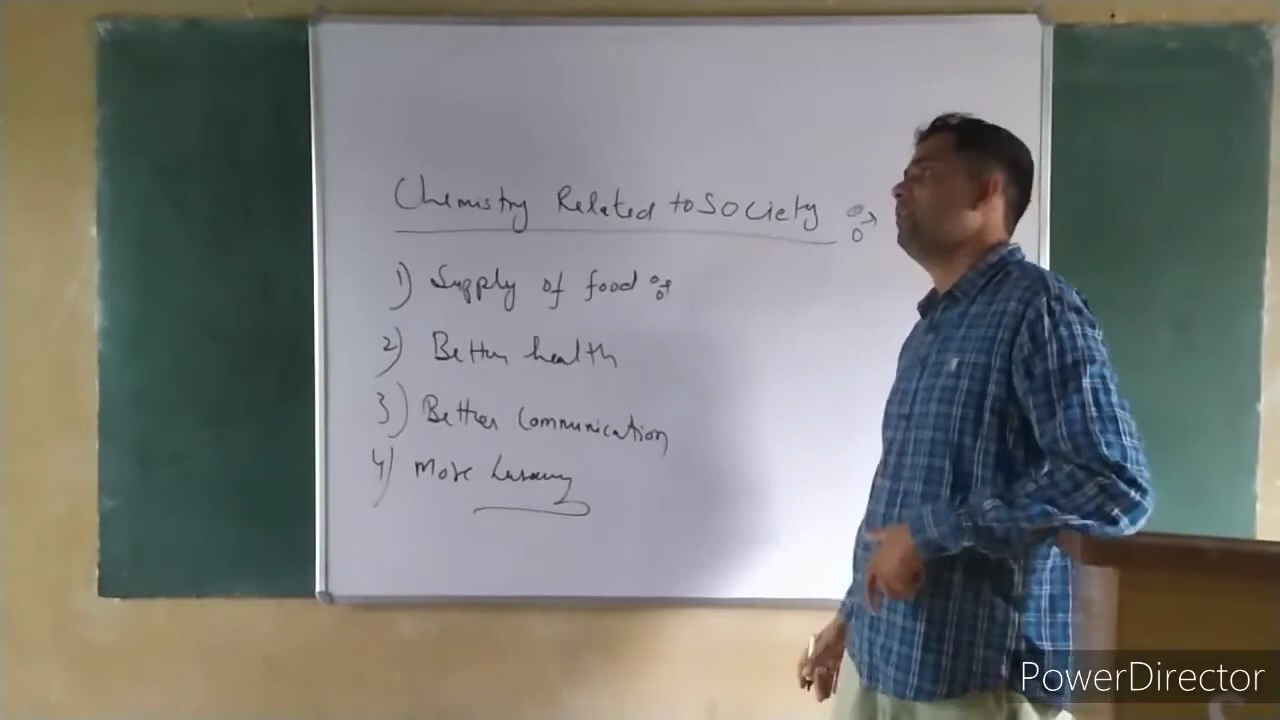 Chemistry Related to Society
1) Supply of food
2) Better health
3) Better Communication
4) More
PowerDirector